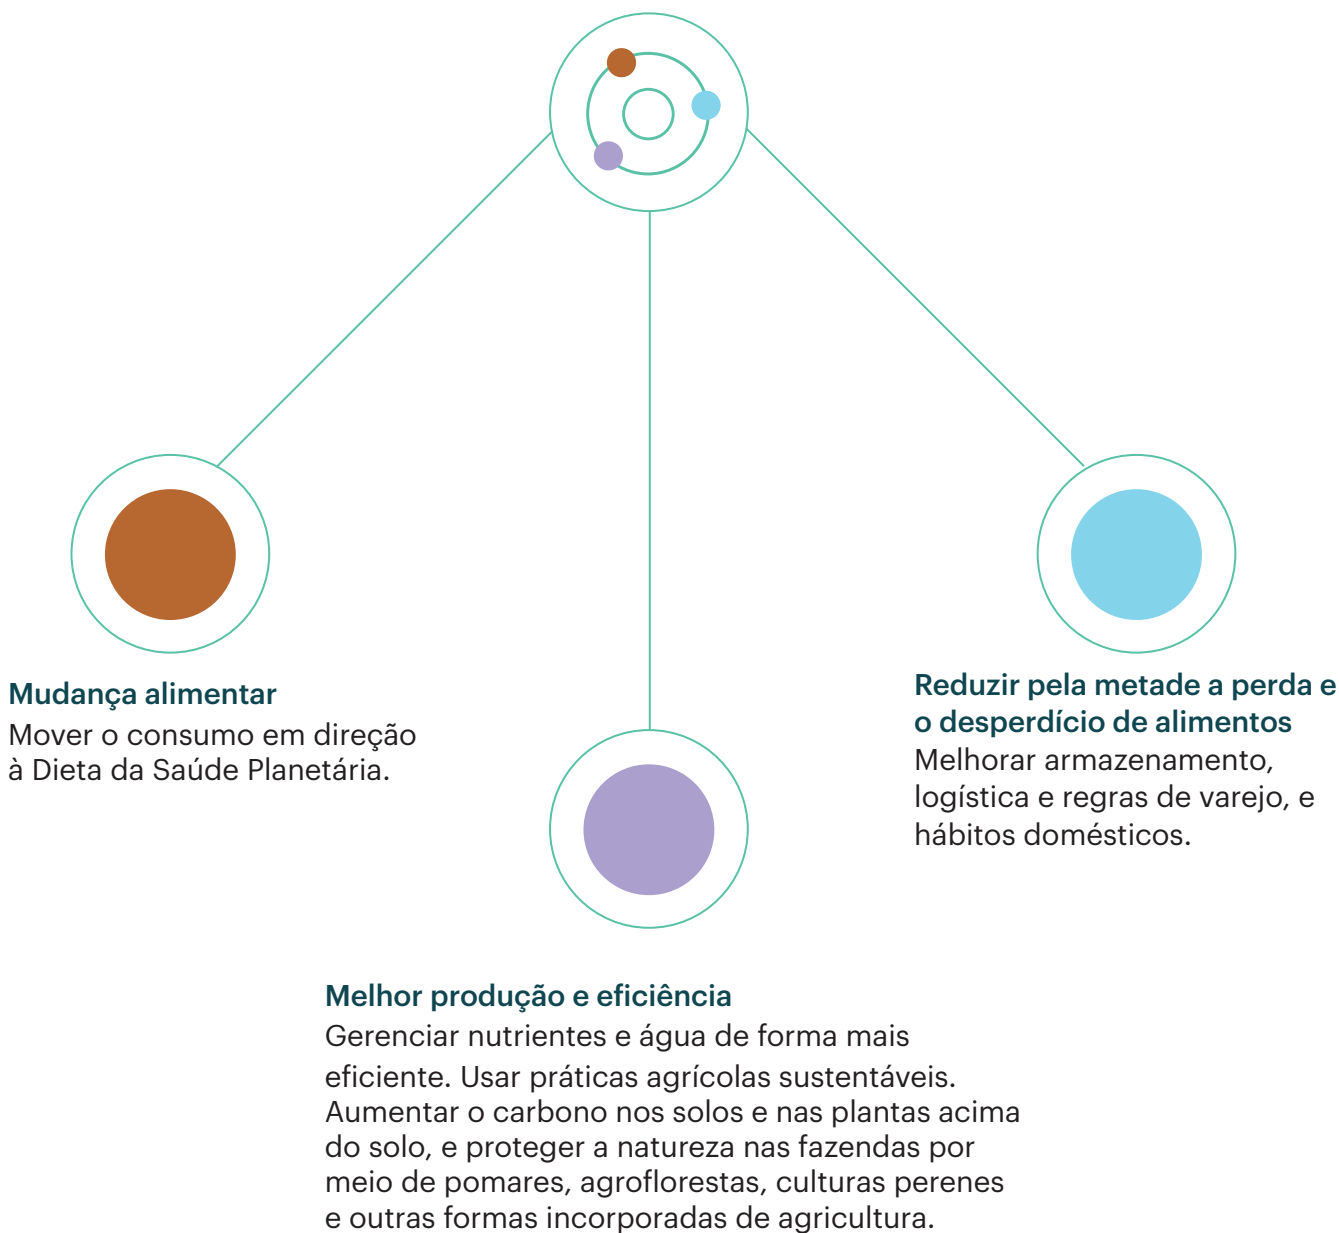 Mudança alimentar
Mover o consumo em direção
à Dieta da Saúde Planetária.
Reduzir pela metade a perda e
o desperdício de alimentos
Melhorar armazenamento,
logística e regras de varejo, e
hábitos domésticos.
Melhor produção e eficiência
Gerenciar nutrientes e água de forma mais
eficiente. Usar práticas agrícolas sustentáveis.
Aumentar o carbono nos solos e nas plantas acima
do solo, e proteger a natureza nas fazendas por
meio de pomares, agroflorestas, culturas perenes
e outras formas incorporadas de agricultura.